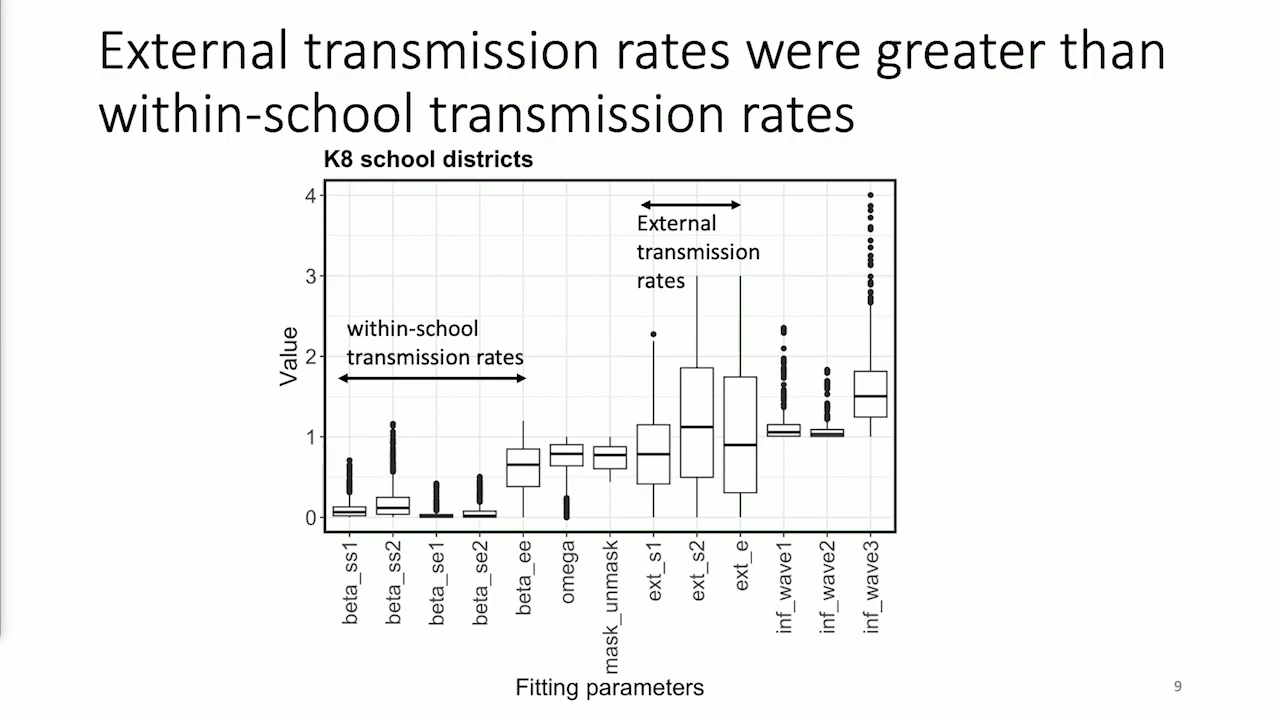 External transmission rates were greater than
within-school transmission rates
K8 school districts
4
3
2
1
0
Value
External
transmission
rates
within-school
transmission rates
beta_ss1
beta_ss2
beta_se1
beta_se2
beta_ee
omega
mask_unmask
ext_s1
ext_s2
ext_e
inf_wave1
inf_wave2
inf_wave3
Fitting parameters
9